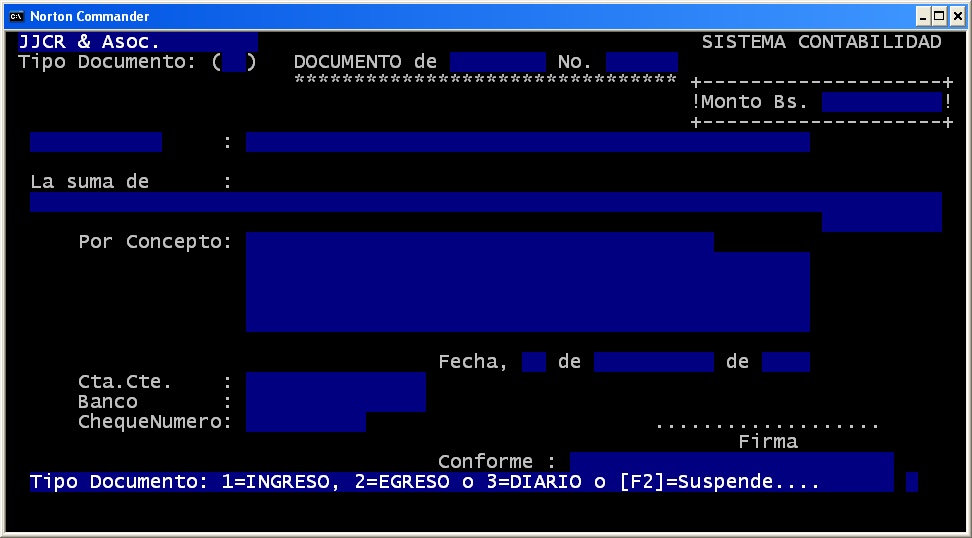 Norton Commander
JJCR & Asoc. SISTEMA CONTABILIDAD
Tipo Documento: ( ) DOCUMENTO de No.
********************************
+--------------------+
!Monto Bs. !
+--------------------+
:
La suma de :
Por Concepto:
Fecha, de de
Cta.Cte. :
Banco :
ChequeNumero: ...................
Firma
Conforme :
Tipo Documento: 1=INGRESO, 2=EGRESO o 3=DIARIO o [F2]=Suspende....